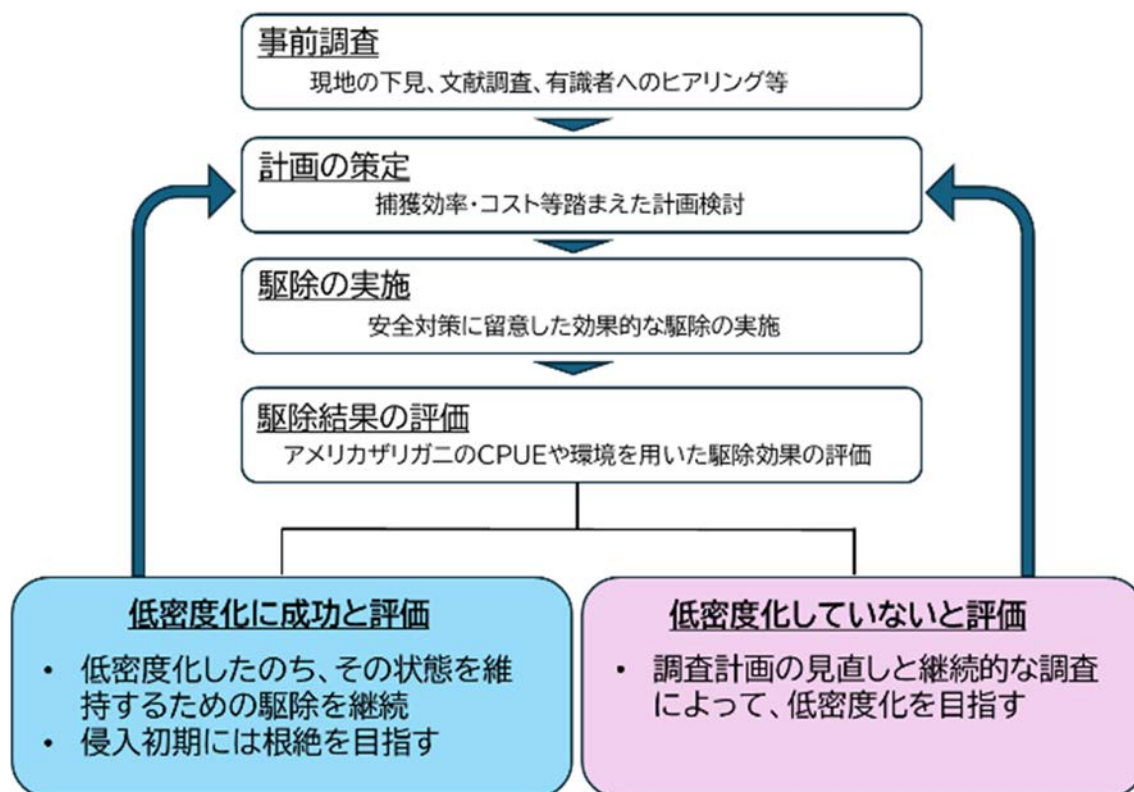 事前調査
現地の下見、文献調査、有識者へのヒアリング等
計画の策定
捕獲効率・コスト等踏まえた計画検討
駆除の実施
安全対策に留意した効果的な駆除の実施
駆除結果の評価
アメリカザリガニのCPUEや環境を用いた駆除効果の評価
低密度化に成功と評価
• 低密度化したのち、その状態を維
持するための駆除を継続
• 侵入初期には根絶を目指す
低密度化していないと評価
• 調査計画の見直しと継続的な調査
によって、低密度化を目指す